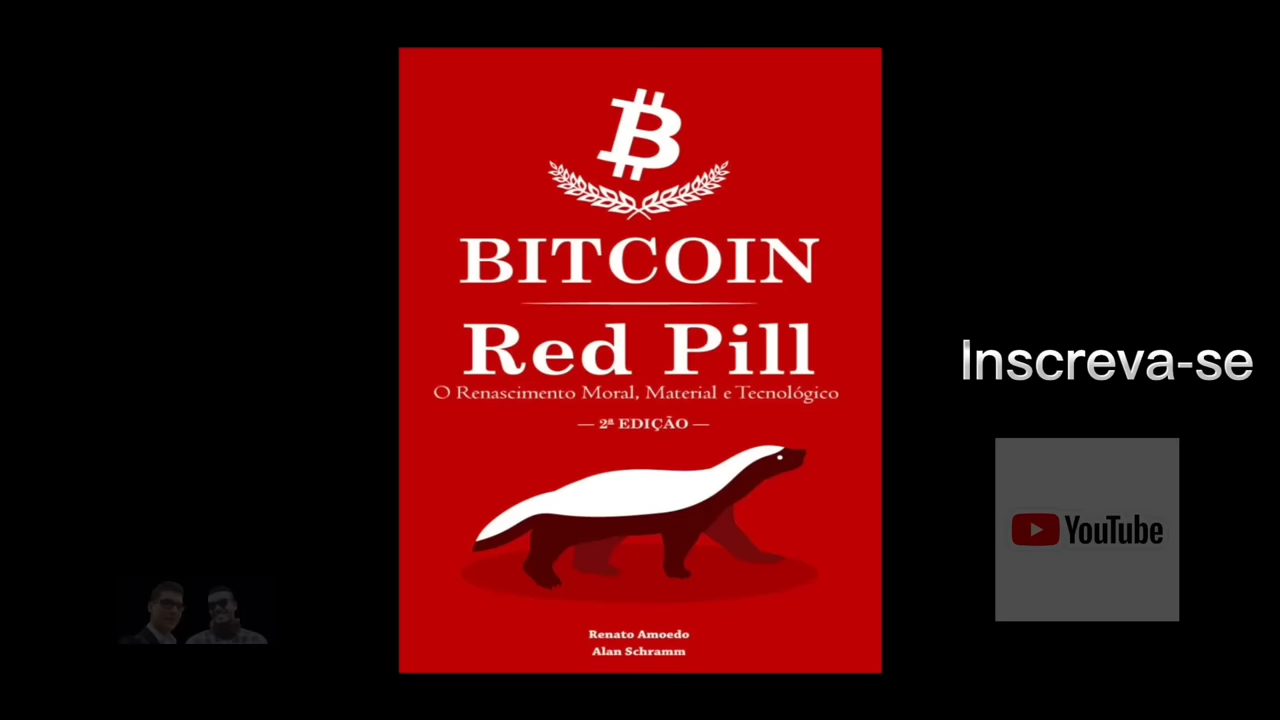 BITCOIN
Red Pill
O Renascimento Moral, Material e Tecnológico
— 2ª EDIÇÃO —
Renato Amoedo
Alan Schramm
Inscreva-se
YouTube